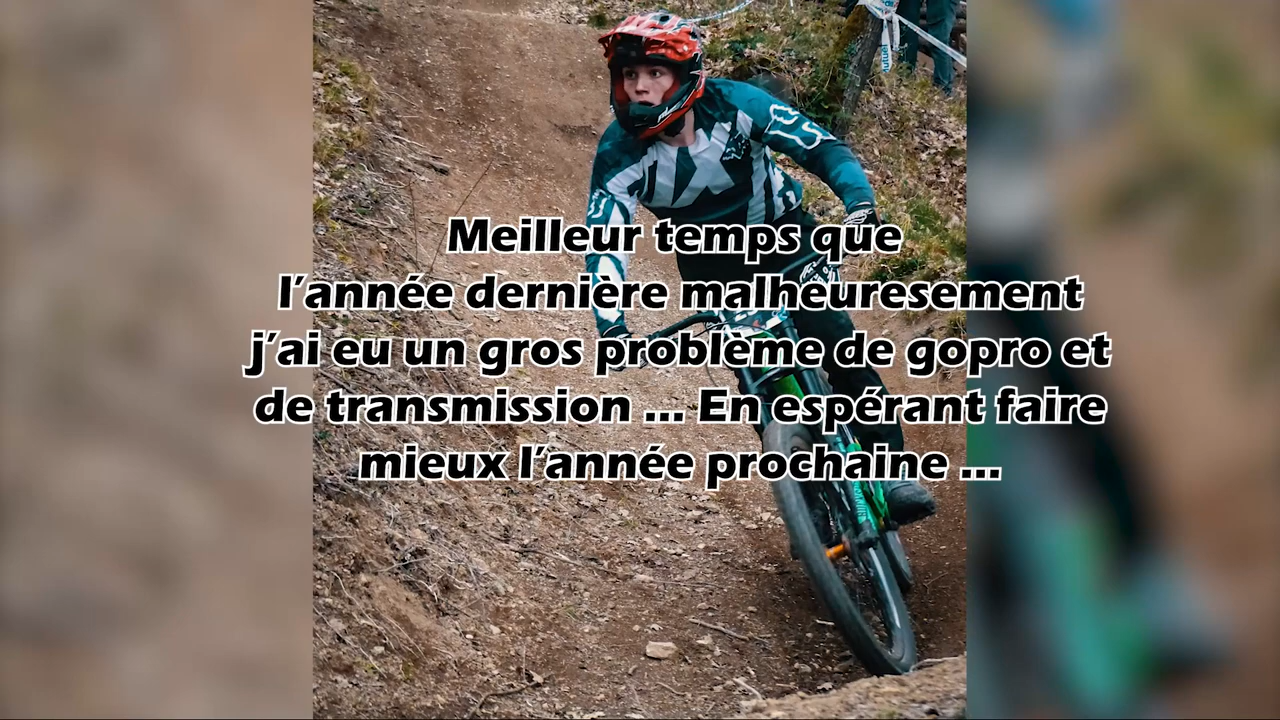 Meilleur temps que
l'année dernière malheuresement
j'ai eu un gros problème de gopro et
de transmission ... En espérant faire
mieux l'année prochaine ...